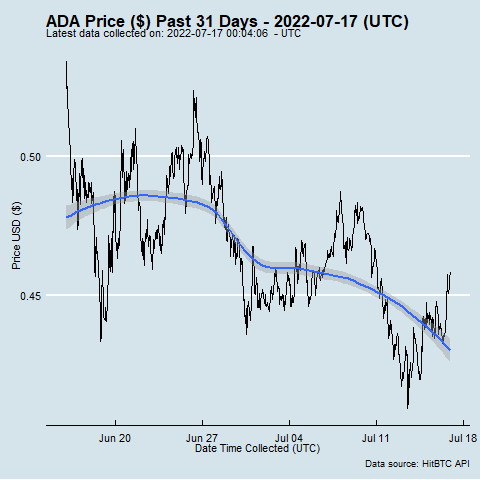 ADA Price ($) Past 31 Days - 2022-07-17 (UTC)
Latest data collected on: 2022-07-17 00:04:06 - UTC
Price USD ($)
0.50
0.45
Jun 20 Jun 27 Jul 04 Jul 11 Jul 18
Date Time Collected (UTC)
Data source: HitBTC API